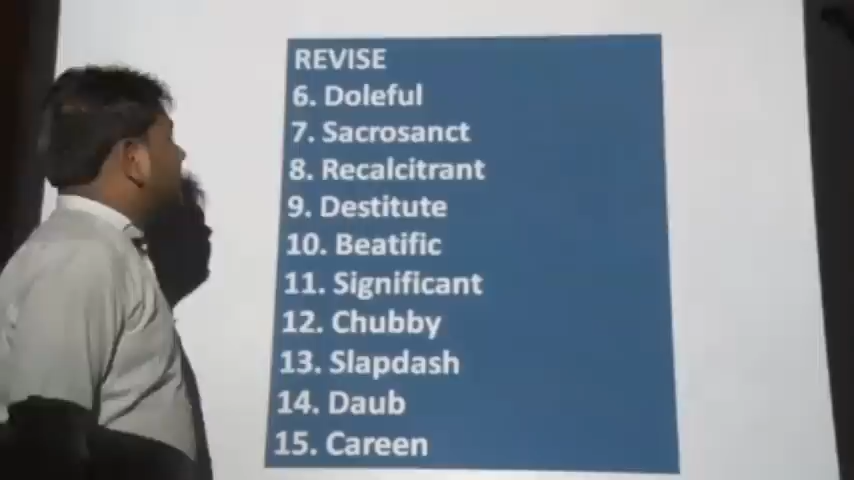 REVISE
6. Doleful
7. Sacrosanct
8. Recalcitrant
9. Destitute
10. Beatific
11. Significant
12. Chubby
13. Slapdash
14. Daub
15. Careen